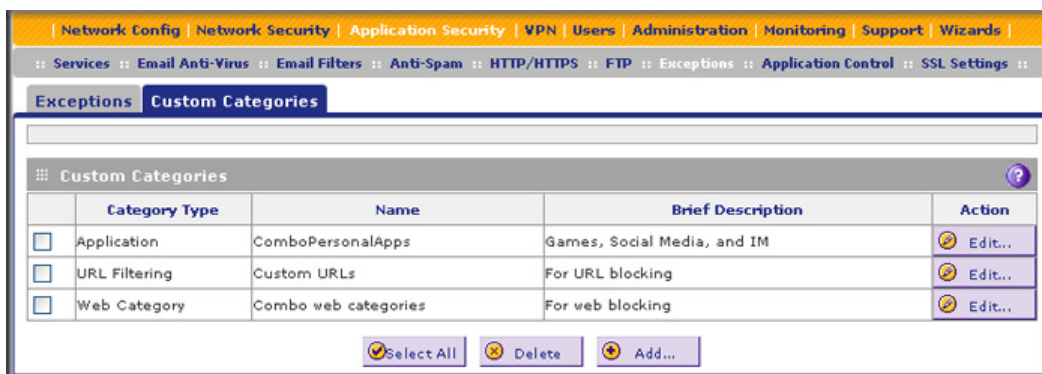 | Network Config | Network Security | Application Security | VPN | Users | Administration | Monitoring | Support | Wizards |
:: Services :: Email Anti-Virus :: Email Filters :: Anti-Spam :: HTTP/HTTPS :: FTP :: Exceptions :: Application Control :: SSL Settings ::
Exceptions Custom Categories
Custom Categories ?
Category Type Name Brief Description Action
Application ComboPersonalApps Games, Social Media, and IM Edit...
URL Filtering Custom URLs For URL blocking Edit...
Web Category Combo web categories For web blocking Edit...
Select All Delete Add...